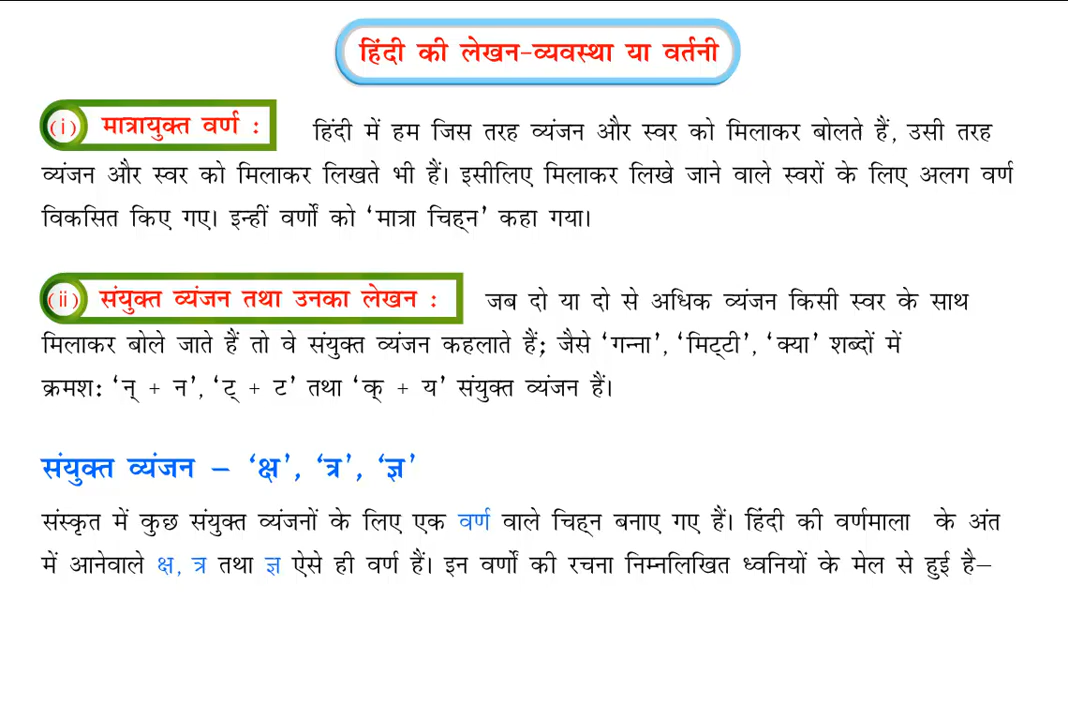 हिंदी की लेखन-व्यवस्था या वर्तनी
(i) मात्रायुक्त वर्ण : हिंदी में हम जिस तरह व्यंजन और स्वर को मिलाकर बोलते हैं, उसी तरह
व्यंजन और स्वर को मिलाकर लिखते भी हैं। इसीलिए मिलाकर लिखे जाने वाले स्वरों के लिए अलग वर्ण
विकसित किए गए। इन्हीं वर्णों को ‘मात्रा चिह्न’ कहा गया।
(ii) संयुक्त व्यंजन तथा उनका लेखन : जब दो या दो से अधिक व्यंजन किसी स्वर के साथ
मिलाकर बोले जाते हैं तो वे संयुक्त व्यंजन कहलाते हैं; जैसे ‘गन्ना’, ‘मिट्‌टी’, ‘क्या’ शब्दों में
क्रमश: ‘न् + न’, ‘ट् + ट’ तथा ‘क् + य’ संयुक्त व्यंजन हैं।
संयुक्त व्यंजन – ‘क्ष’, ‘त्र’, ‘ज्ञ’
संस्कृत में कुछ संयुक्त व्यंजनों के लिए एक वर्ण वाले चिह्न बनाए गए हैं। हिंदी की वर्णमाला के अंत
में आनेवाले क्ष, त्र तथा ज्ञ ऐसे ही वर्ण हैं। इन वर्णों की रचना निम्नलिखित ध्वनियों के मेल से हुई है–